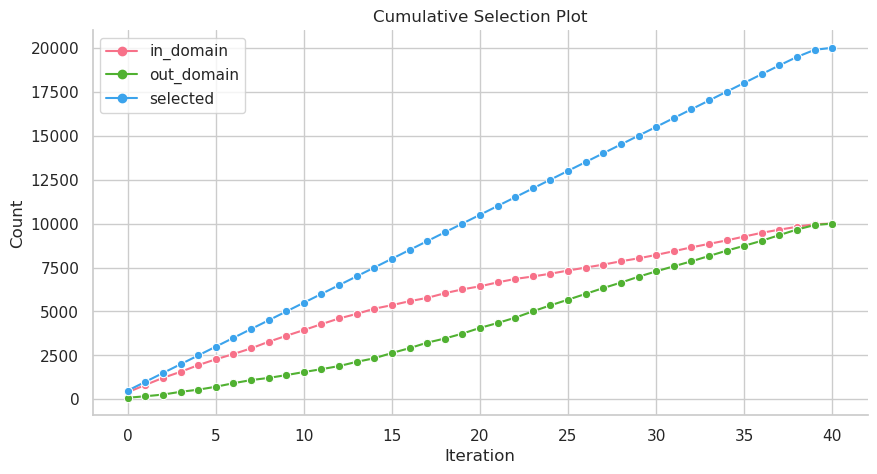 Cumulative Selection Plot
in_domain
out_domain
selected
20000
17500
15000
12500
10000
7500
5000
2500
0
Count
0 5 10 15 20 25 30 35 40
Iteration